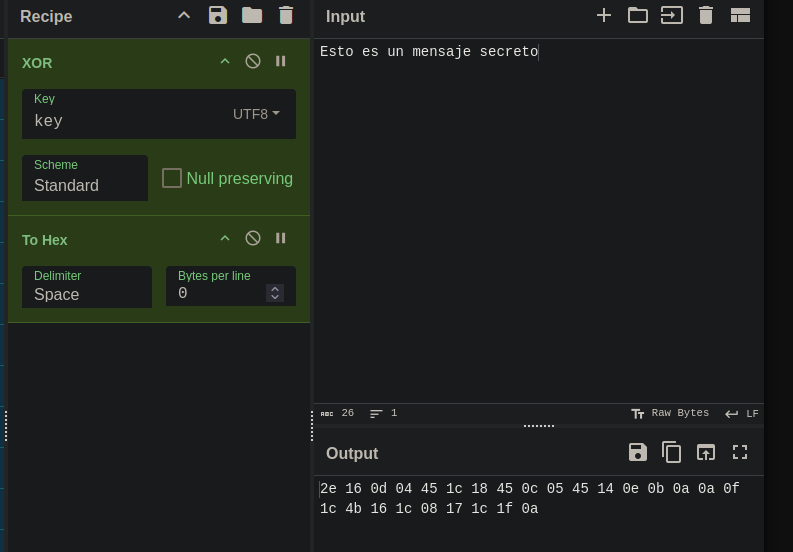 Recipe
XOR
Key
key
UTF8
Scheme
Standard
Null preserving
To Hex
Delimiter
Space
Bytes per line
0
Input
Esto es un mensaje secreto
ABC 26
1
Raw Bytes
LF
Output
2e 16 0d 04 45 1c 18 45 0c 05 45 14 0e 0b 0a 0a 0f
1c 4b 16 1c 08 17 1c 1f 0a